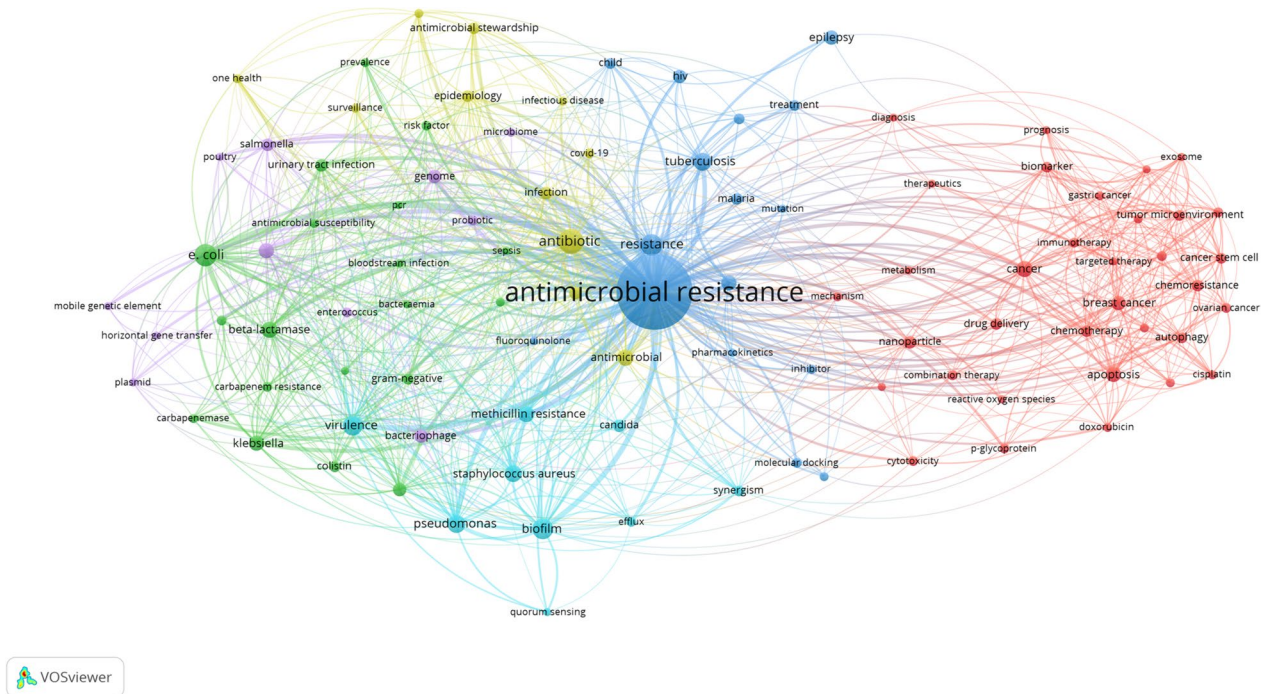 antimicrobial stewardship
epilepsy
child
prevalence
hiv
one health
epidemiology
infectious disease
treatment
surveillance
diagnosis
risk factor
microbiome
prognosis
salmonella
covid-19
poultry
urinary tract infection
tuberculosis
exosome
biomarker
genome
therapeutics
infection
gastric cancer
malaria
pcr
mutation
antimicrobial susceptibility
probiotic
tumor microenvironment
antibiotic
resistance
immunotherapy
e. coli
sepsis
bloodstream infection
targeted therapy
cancer stem cell
metabolism
cancer
chemoresistance
antimicrobial resistance
mechanism
mobile genetic element
bacteraemia
breast cancer
ovarian cancer
enterococcus
horizontal gene transfer
beta-lactamase
drug delivery
chemotherapy
autophagy
fluoroquinolone
nanoparticle
antimicrobial
pharmacokinetics
inhibitor
plasmid
carbapenem resistance
gram-negative
combination therapy
apoptosis
cisplatin
reactive oxygen species
carbapenemase
methicillin resistance
virulence
candida
doxorubicin
klebsiella
bacteriophage
p-glycoprotein
colistin
molecular docking
cytotoxicity
staphylococcus aureus
synergism
pseudomonas
biofilm
efflux
quorum sensing
VOSviewer